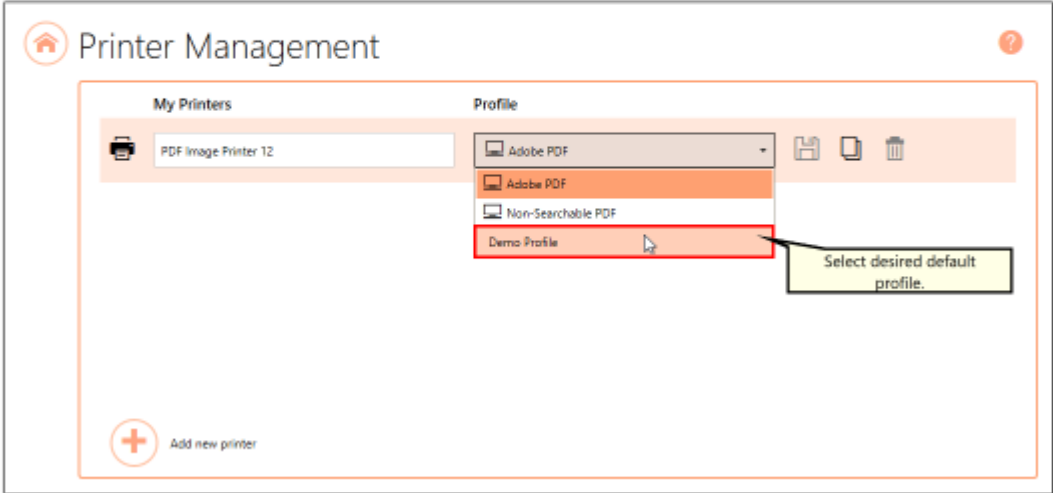 Printer Management
?
My Printers
Profile
PDF Image Printer 12
Adobe PDF
Adobe PDF
Non-Searchable PDF
Demo Profile
Select desired default
profile.
Add new printer